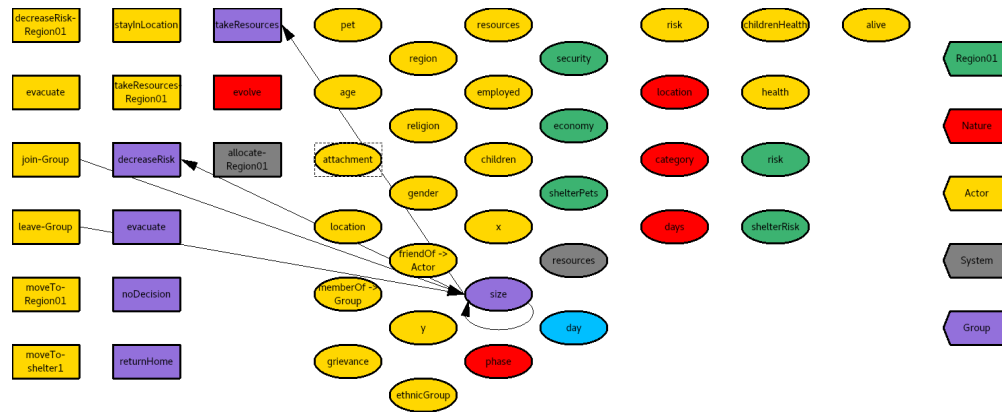 decreaseRisk-
Region01
stayInLocation
takeResources
pet
resources
risk
childrenHealth
alive
region
security
Region01
evacuate
takeResources-
Region01
evolve
age
employed
location
health
religion
economy
Nature
join-Group
decreaseRisk
allocate-
Region01
attachment
children
category
risk
gender
shelterPets
Actor
leave-Group
evacuate
location
x
days
shelterRisk
friendOf ->
Actor
resources
System
moveTo-
Region01
noDecision
memberOf ->
Group
size
y
day
Group
moveTo-
shelter1
returnHome
grievance
phase
ethnicGroup